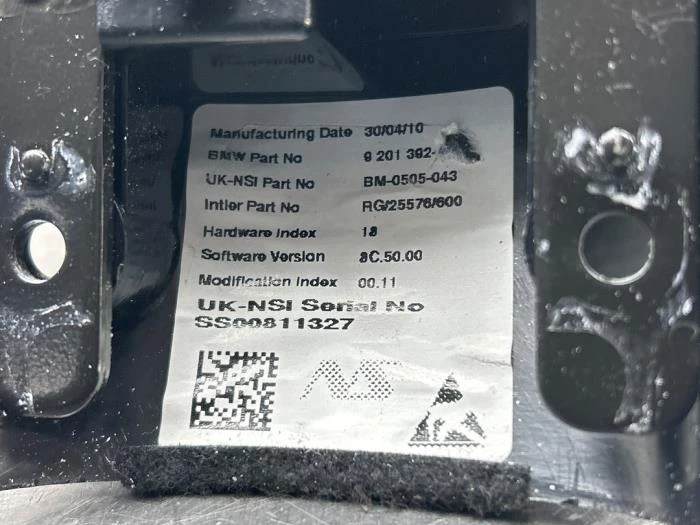 Manufacturing Date 30/04/10
BMW Part No 9 201 392-
UK-NSI Part No BM-0505-043
Intier Part No RG/25576/600
Hardware Index 18
Software Version 8C.50.00
Modification Index 00.11
UK-NSI Serial No
SS00811327